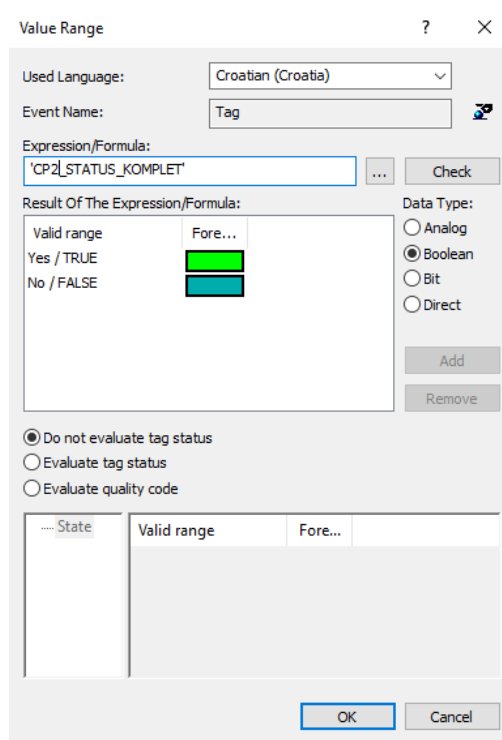 Value Range
?
Used Language:
Croatian (Croatia)
Event Name:
Tag
Expression/Formula:
'CP2_STATUS_KOMPLET'
...
Check
Result Of The Expression/Formula:
Data Type:
Valid range
Fore...
Analog
Yes / TRUE
Boolean
No / FALSE
Bit
Direct
Add
Remove
Do not evaluate tag status
Evaluate tag status
Evaluate quality code
State
Valid range
Fore...
OK
Cancel